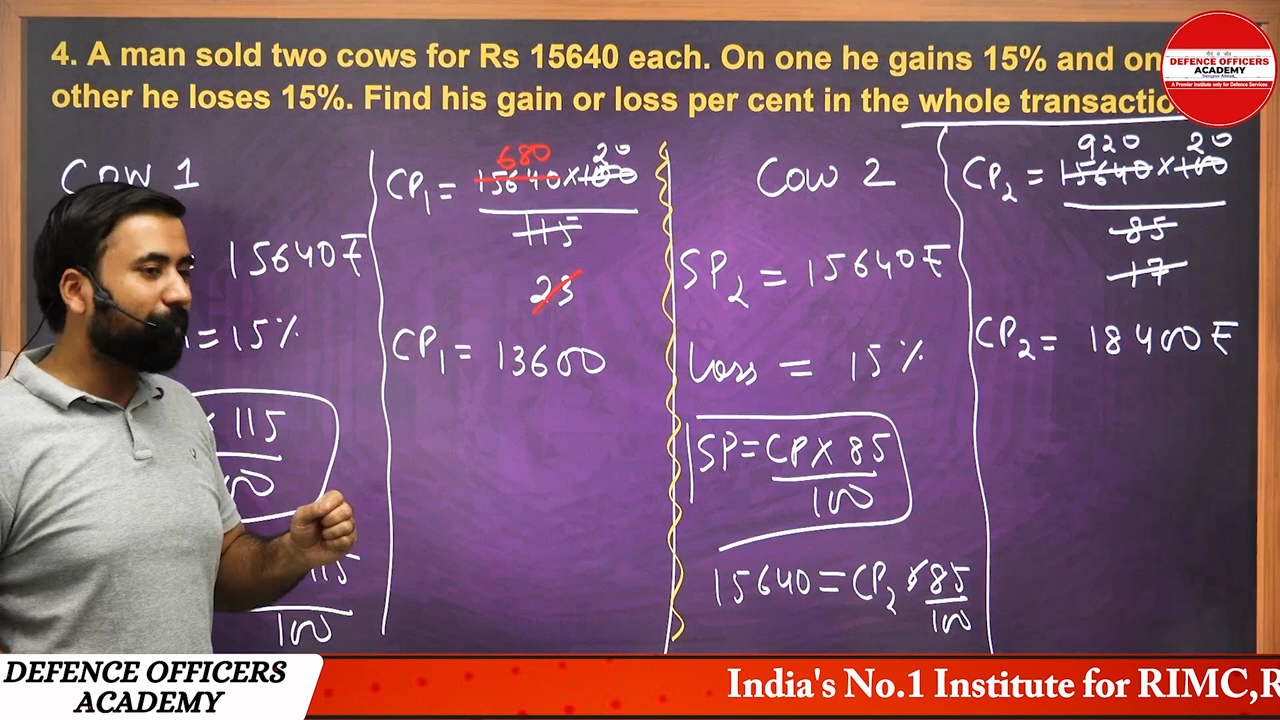 4. A man sold two cows for Rs 15640 each. On one he gains 15% and on
other he loses 15%. Find his gain or loss per cent in the whole transactio
DEFENCE OFFICERS
ACADEMY
A Premier Institute only for Defence Services
COW 1
15640₹
= 15%
× 115
100
115
100
CP₁ = 15640 × 100
680 20
115
23
CP₁ = 13600
COW 2
SP₂ = 15640₹
Loss = 15%
SP = CP × 85
100
15640 = CP₂ × 85
100
CP₂ = 15640 × 100
920 20
85
17
CP₂ = 18400₹
DEFENCE OFFICERS
ACADEMY
India's No.1 Institute for RIMC,R